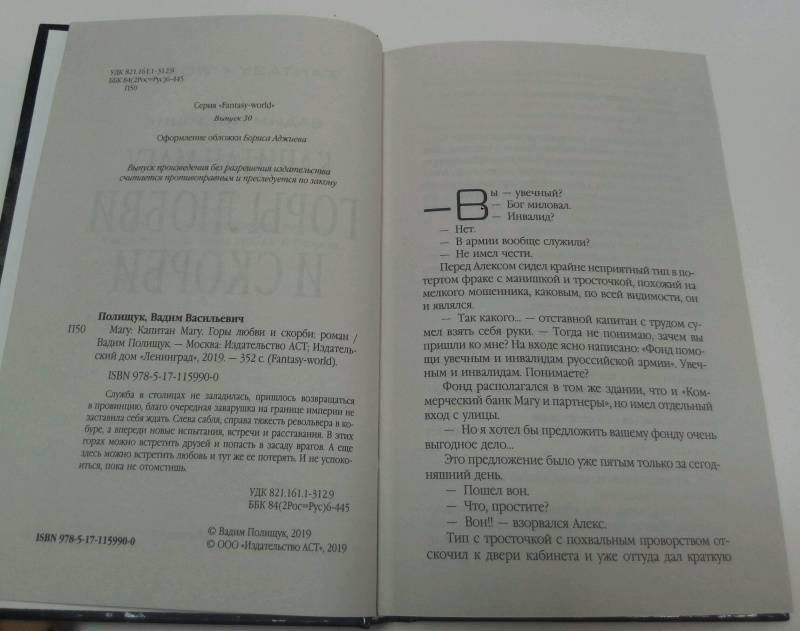 УДК 821.161.1-312.9
ББК 84(2Рос=Рус)6-445
П50
Серия «Fantasy-world»
Выпуск 30
Оформление обложки Бориса Аджиева
Выпуск произведения без разрешения издательства
считается противоправным и преследуется по закону
Полищук, Вадим Васильевич
П50 Магу: Капитан Магу. Горы любви и скорби: роман /
Вадим Полищук. — Москва: Издательство АСТ; Издатель-
ский дом «Ленинград», 2019. — 352 с. (Fantasy-world).
ISBN 978-5-17-115990-0
Служба в столицах не заладилась, пришлось возвращаться
в провинцию, благо очередная заварушка на границе империи не
заставила себя ждать. Слева сабля, справа тяжесть револьвера в ко-
буре, а впереди новые испытания, встречи и расставания. В этих
горах можно встретить друзей и попасть в засаду врагов. А еще
здесь можно встретить любовь и тут же ее потерять. И не успоко-
иться, пока не отомстишь.
УДК 821.161.1-312.9
ББК 84(2Рос=Рус)6-445
© Вадим Полищук, 2019
ISBN 978-5-17-115990-0
© ООО «Издательство АСТ», 2019
— Вы — увечный?
— Бог миловал.
— Инвалид?
— Нет.
— В армии вообще служили?
— Не имел чести.
Перед Алексом сидел крайне неприятный тип в по-
тертом фраке с манишкой и тросточкой, похожий на
мелкого мошенника, каковым, по всей видимости, он
и являлся.
— Так какого... — отставной капитан с трудом су-
мел взять себя руки. — Тогда не понимаю, зачем вы
пришли ко мне? На входе ясно написано: «Фонд помо-
щи увечным и инвалидам руоссийской армии». Увеч-
ным и инвалидам. Понимаете?
Фонд располагался в том же здании, что и «Ком-
мерческий банк Магу и партнеры», но имел отдельный
вход с улицы.
— Но я хотел бы предложить вашему фонду очень
выгодное дело...
Это предложение было уже пятым только за сегод-
няшний день.
— Пошел вон.
— Что, простите?
— Вон!! — взорвался Алекс.
Тип с тросточкой с похвальным проворством от-
скочил к двери кабинета и уже оттуда дал краткую